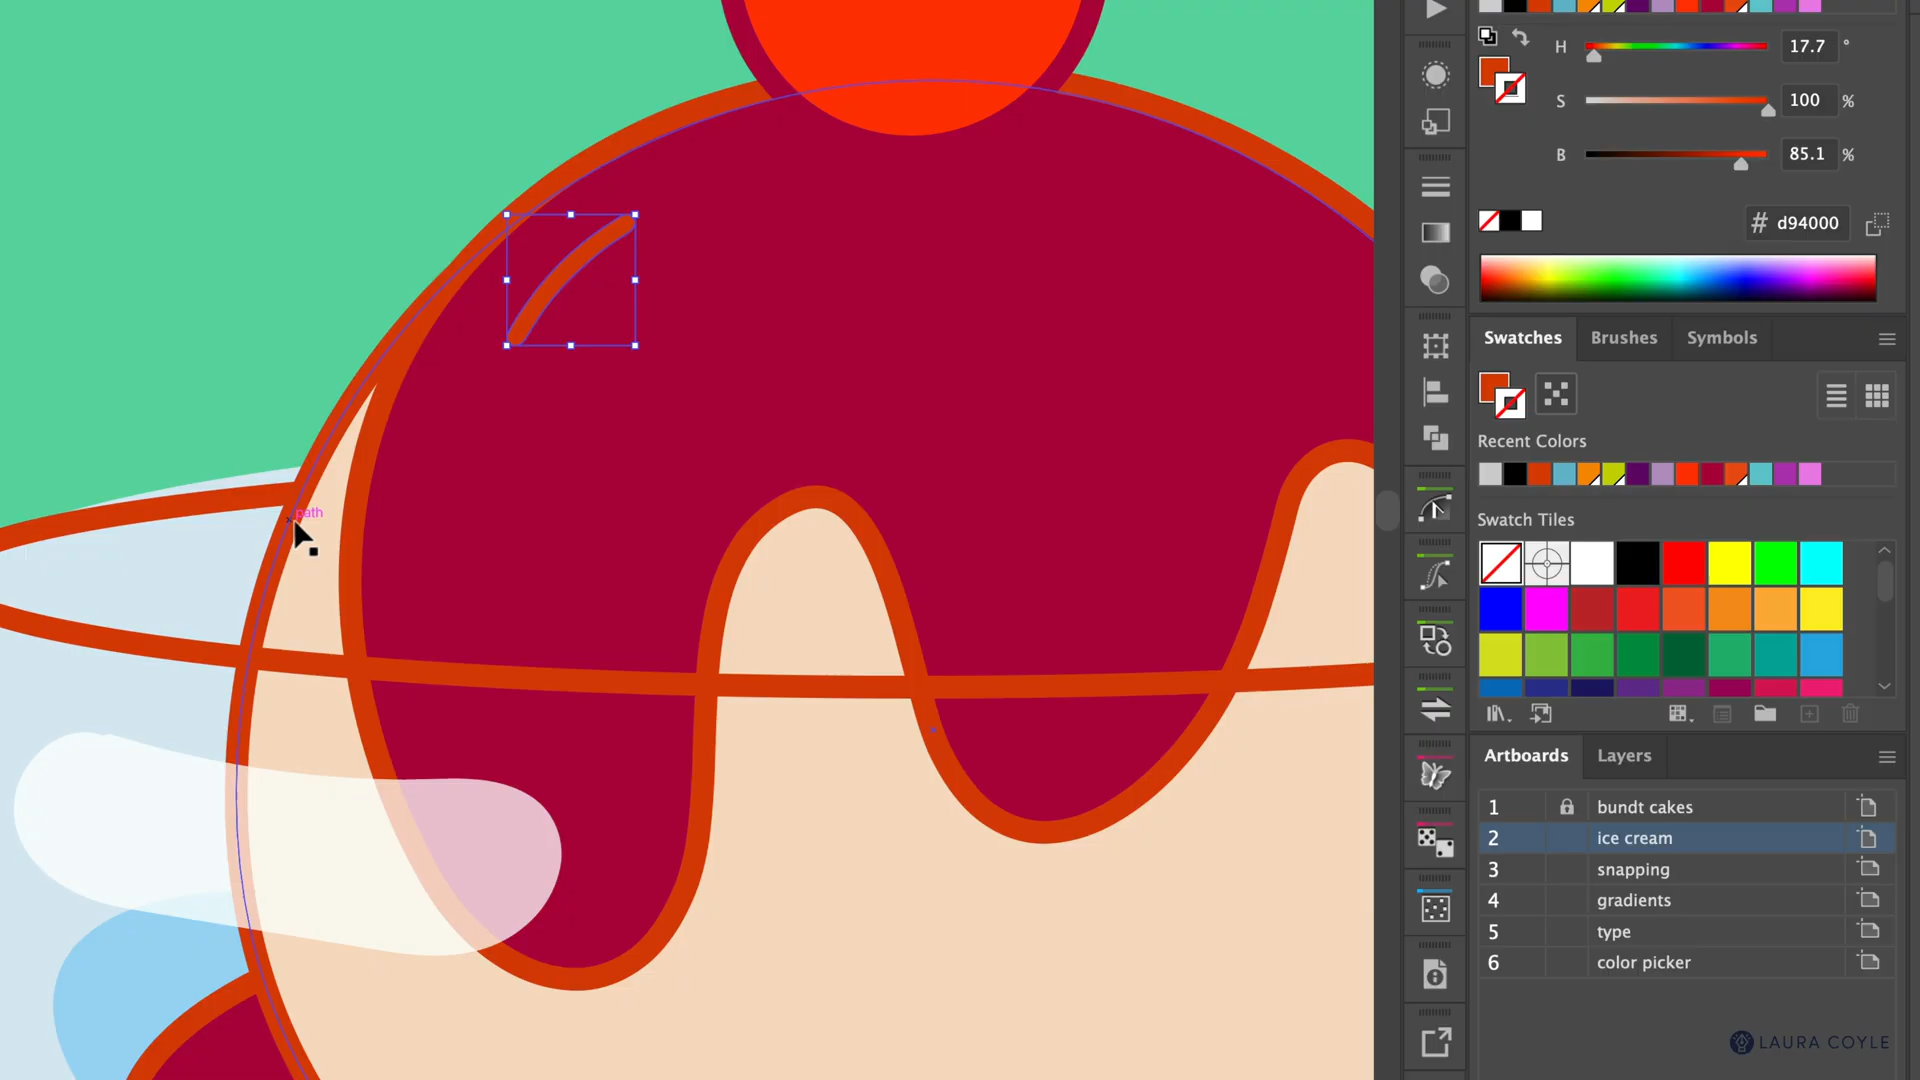 H 17.7 °
S 100 %
B 85.1 %
# d94000
Swatches Brushes Symbols
Recent Colors
path
Swatch Tiles
Artboards Layers
1 bundt cakes
2 ice cream
3 snapping
4 gradients
5 type
6 color picker
LAURA COYLE